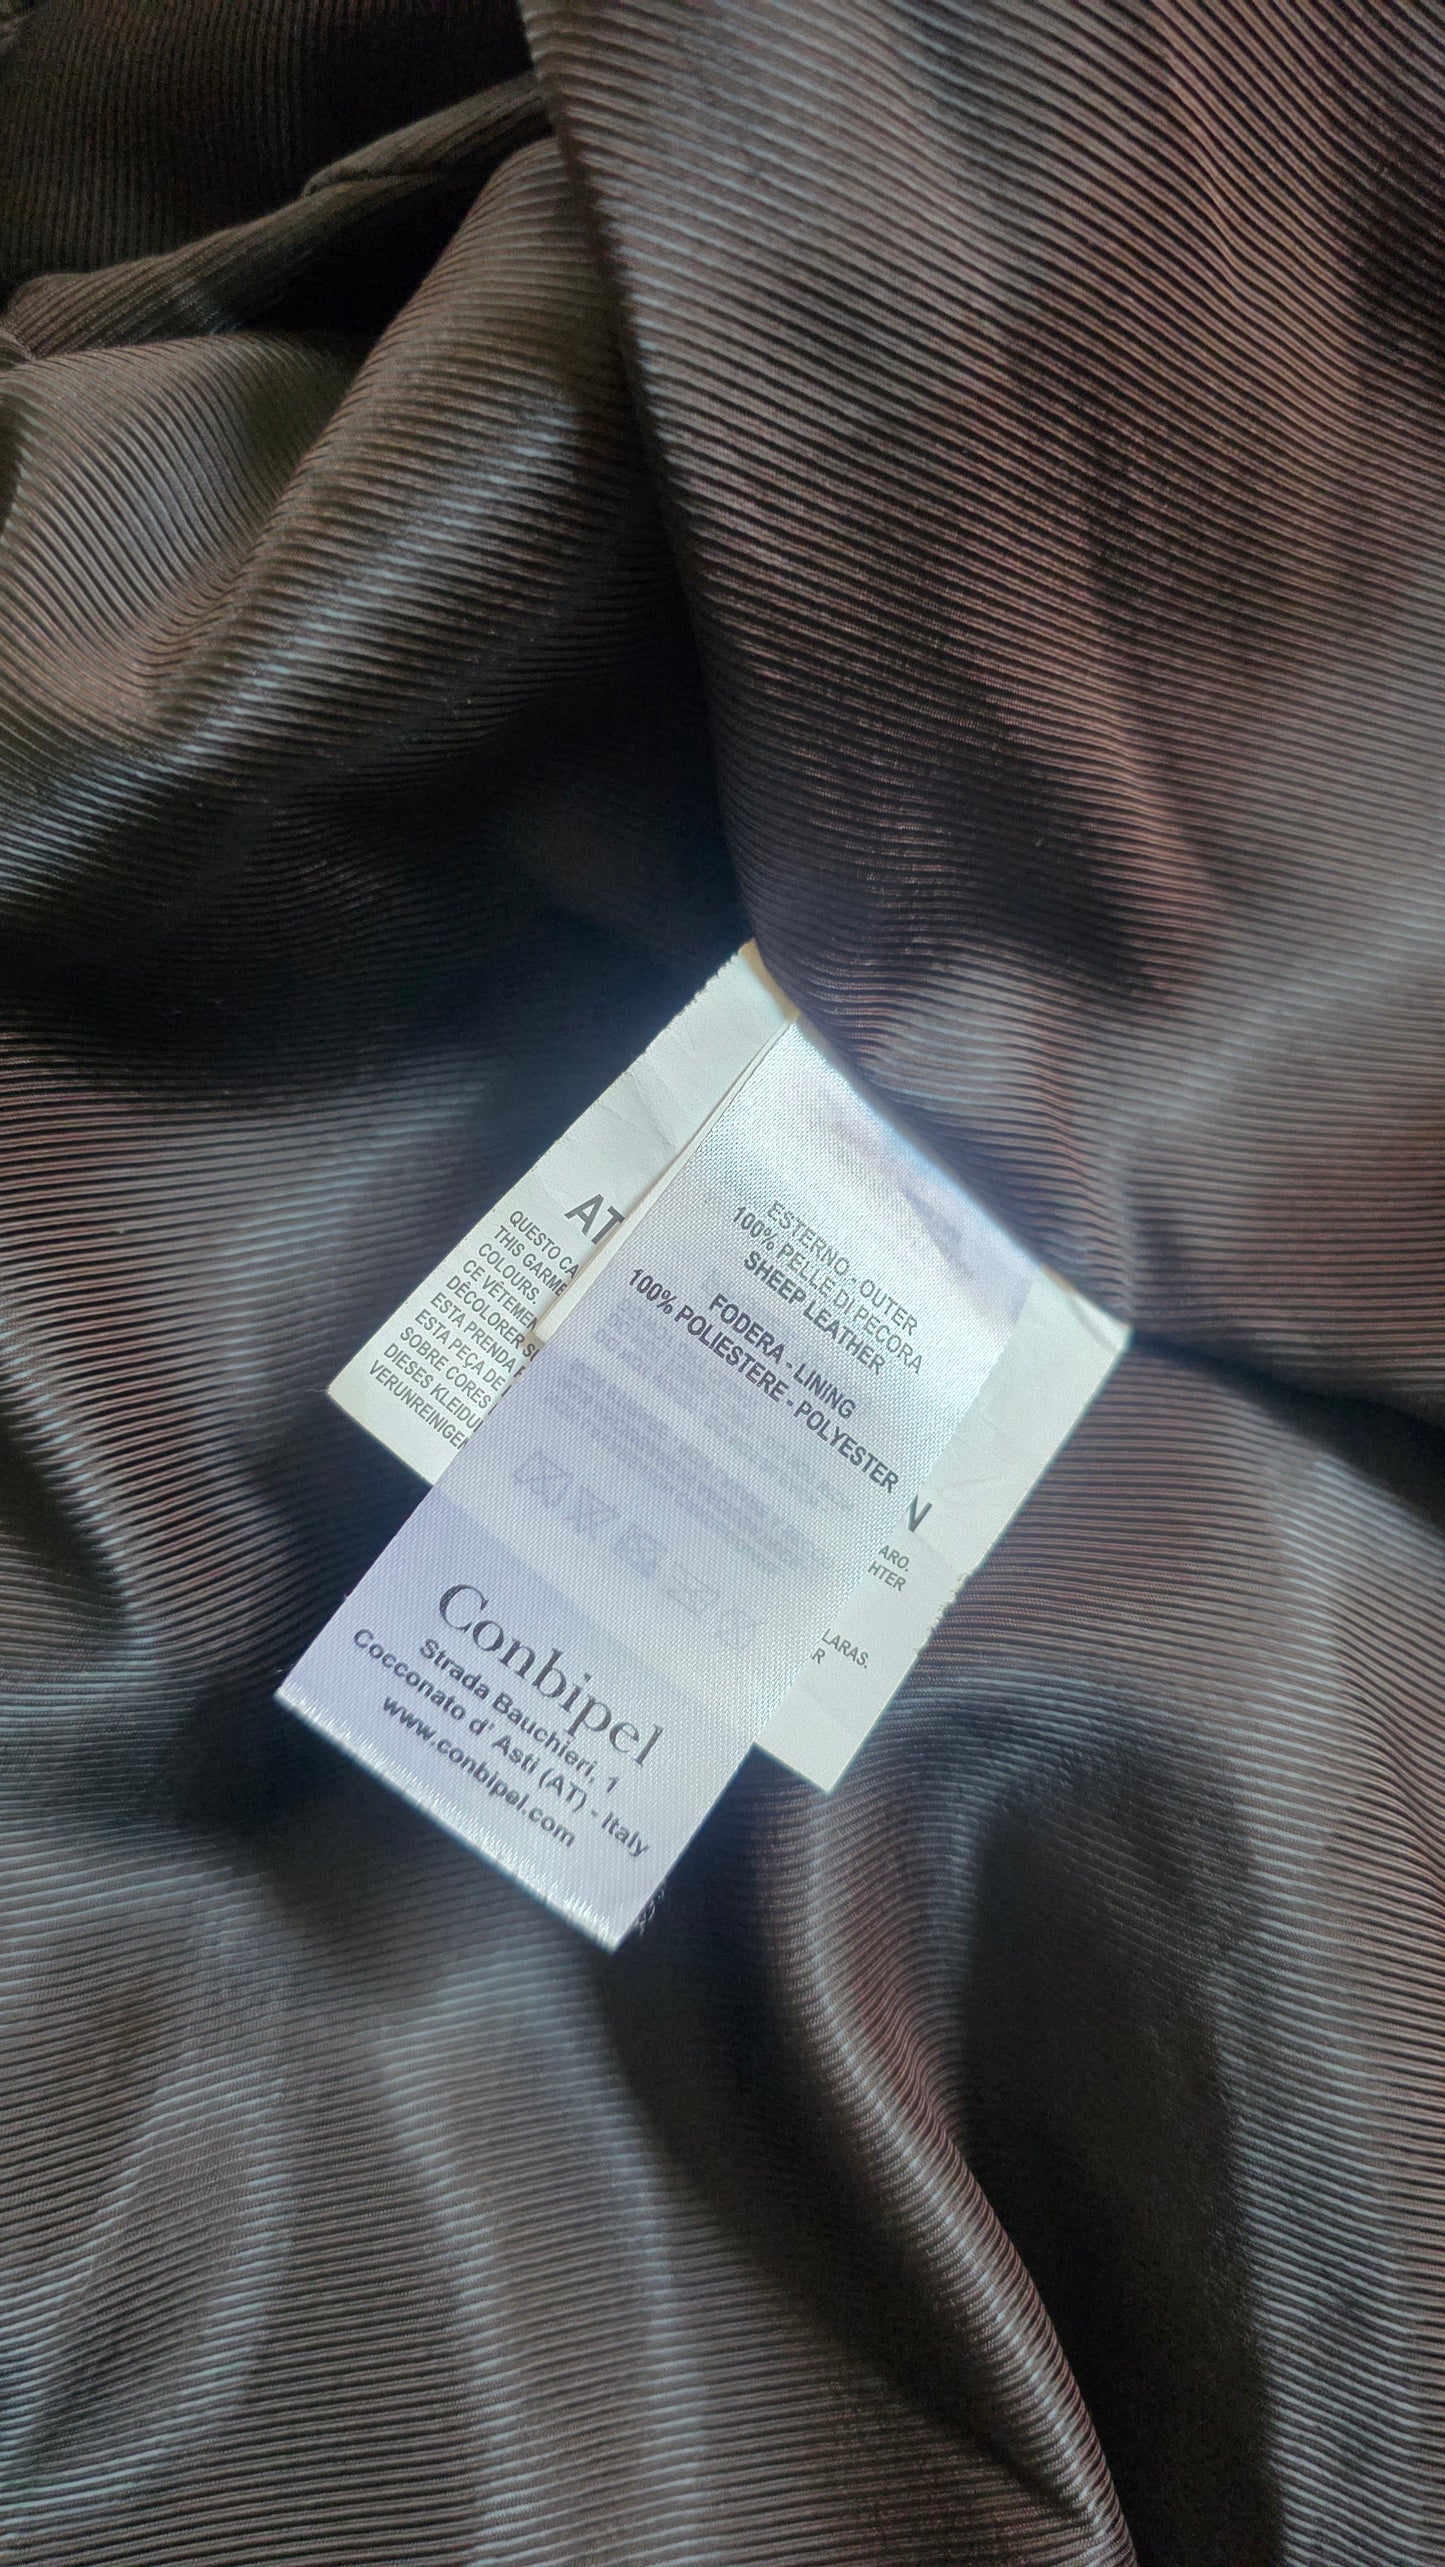 ESTERNO - OUTER
100% PELLE DI PECORA
SHEEP LEATHER
FODERA - LINING
100% POLIESTERE - POLYESTER
Conbipel
Strada Bauchieri, 1
Cocconato d' Asti (AT) - Italy
www.conbipel.com
AT
QUESTO CA
THIS GARME
COLOURS.
CE VÊTEMEN
DÉCOLORER SU
ESTA PRENDA
ESTA PEÇA DE
SOBRE CORES
DIESES KLEIDU
VERUNREINIGEN
N
ARO.
HTER
LARAS.
R